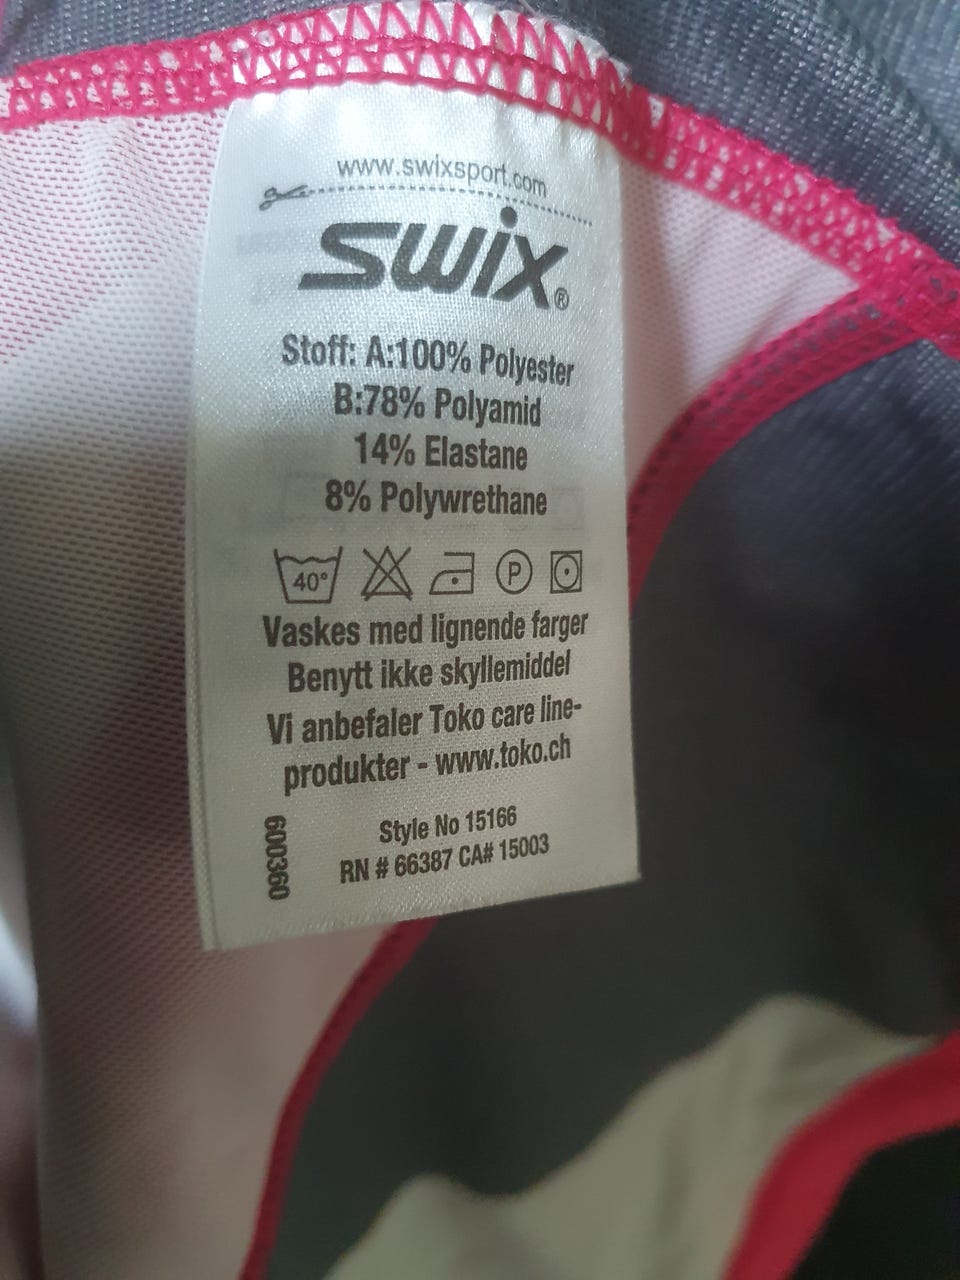 www.swixsport.com
swix®
Stoff: A:100% Polyester
B:78% Polyamid
14% Elastane
8% Polywrethane
40°
P
Vaskes med lignende farger
Benytt ikke skyllemiddel
Vi anbefaler Toko care line-
produkter - www.toko.ch
Style No 15166
RN # 66387 CA# 15003
600360